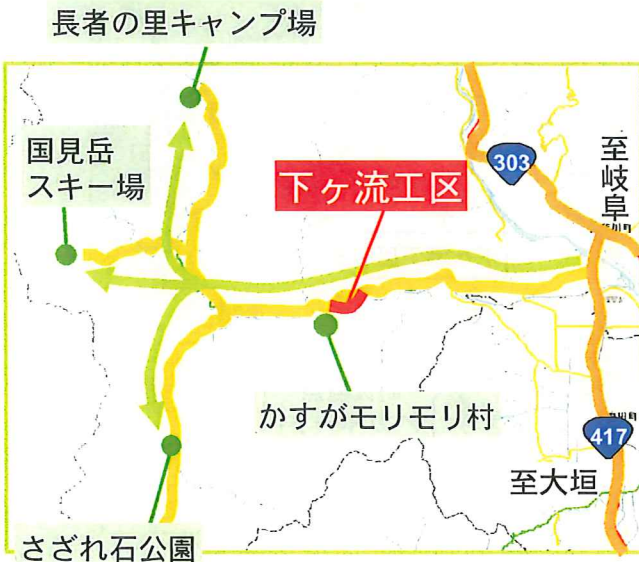 長者の里キャンプ場
国見岳
スキー場
下ヶ流工区
303
至岐阜
かすがモリモリ村
417
至大垣
さざれ石公園